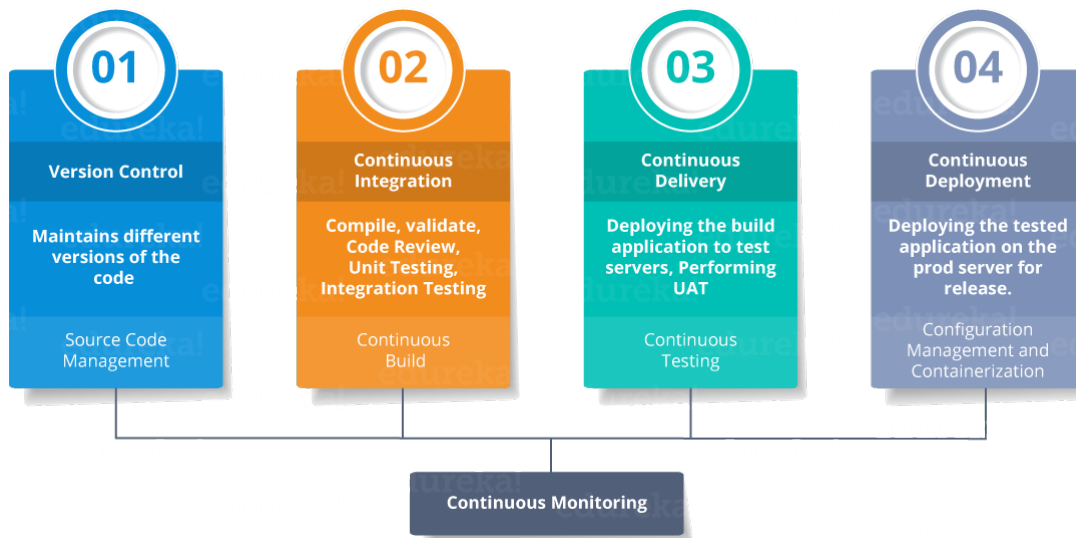 01
Version Control
Maintains different
versions of the
code
Source Code
Management
02
Continuous
Integration
Compile, validate,
Code Review,
Unit Testing,
Integration Testing
Continuous
Build
03
Continuous
Delivery
Deploying the build
application to test
servers, Performing
UAT
Continuous
Testing
04
Continuous
Deployment
Deploying the tested
application on the
prod server for
release.
Configuration
Management and
Containerization
Continuous Monitoring
edureka!